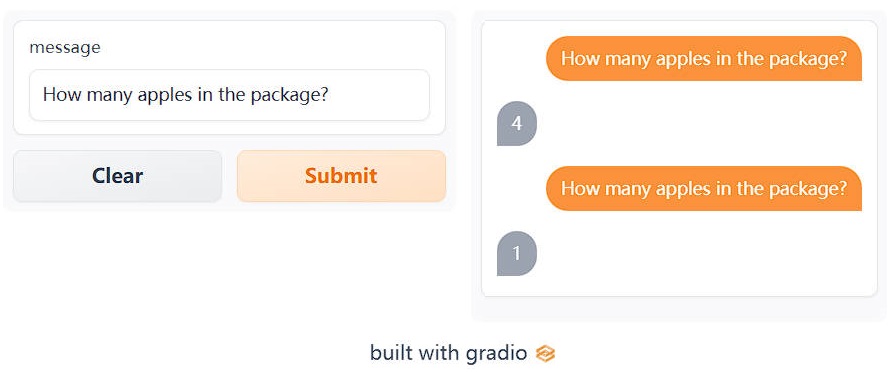 message
How many apples in the package?
Clear
Submit
How many apples in the package?
4
How many apples in the package?
1
built with gradio